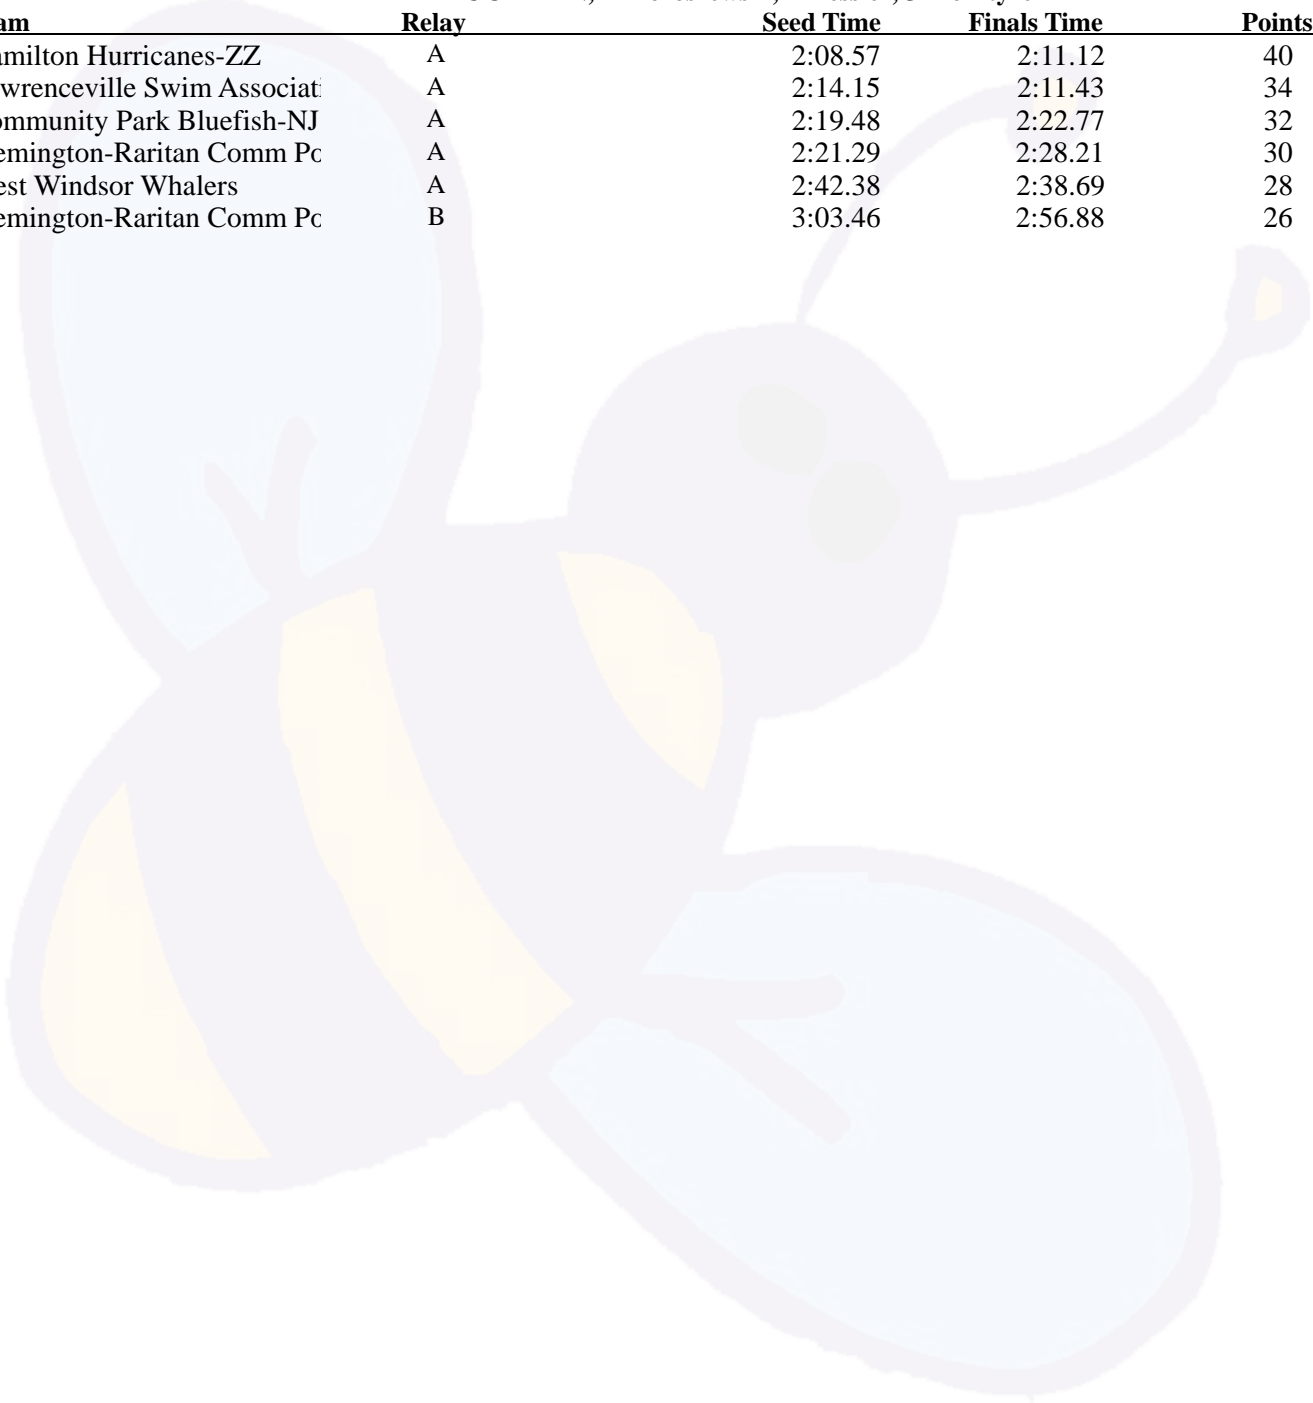 am Relay Seed Time Finals Time Points
amilton Hurricanes-ZZ A 2:08.57 2:11.12 40
wrenceville Swim Associati A 2:14.15 2:11.43 34
ommunity Park Bluefish-NJ A 2:19.48 2:22.77 32
emington-Raritan Comm Po A 2:21.29 2:28.21 30
est Windsor Whalers A 2:42.38 2:38.69 28
emington-Raritan Comm Po B 3:03.46 2:56.88 26